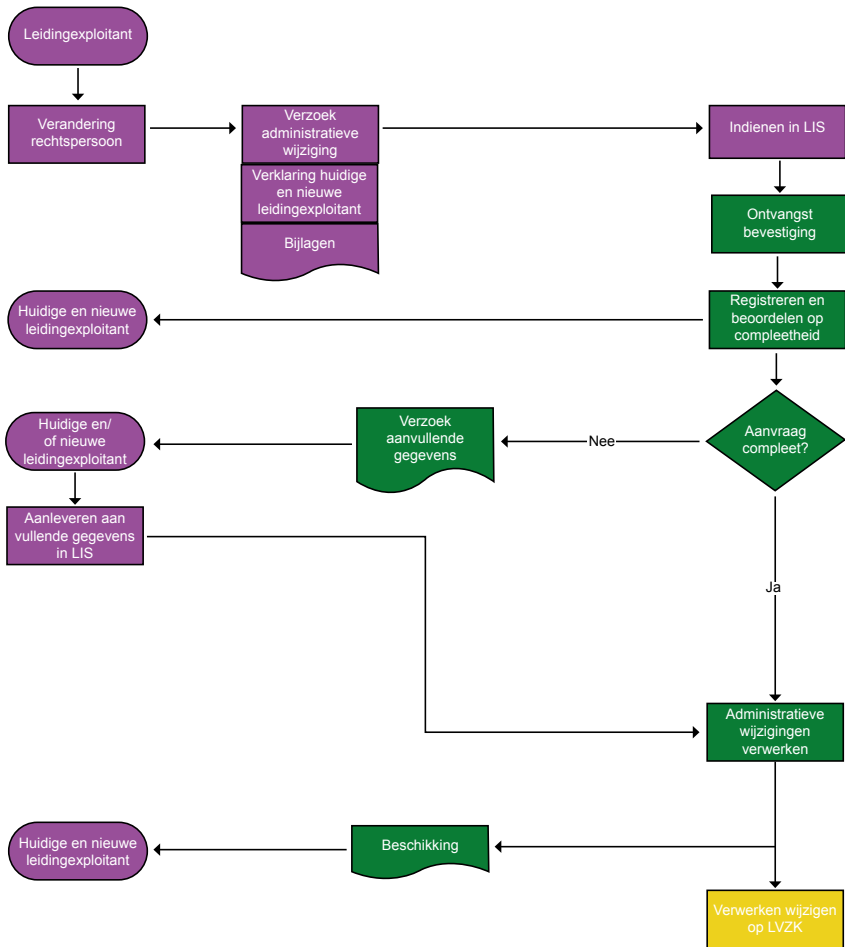 Leidingexploitant
Verandering
rechtspersoon
Verzoek
administratieve
wijziging
Indienen in LIS
Verklaring huidige
en nieuwe
leidingexploitant
Bijlagen
Ontvangst
bevestiging
Huidige en nieuwe
leidingexploitant
Registreren en
beoordelen op
compleetheid
Huidige en/
of nieuwe
leidingexploitant
Verzoek
aanvullende
gegevens
Nee
Aanvraag
compleet?
Aanleveren aan
vullende gegevens
in LIS
Ja
Administratieve
wijzigingen
verwerken
Huidige en nieuwe
leidingexploitant
Beschikking
Verwerken wijzigen
op LVZK